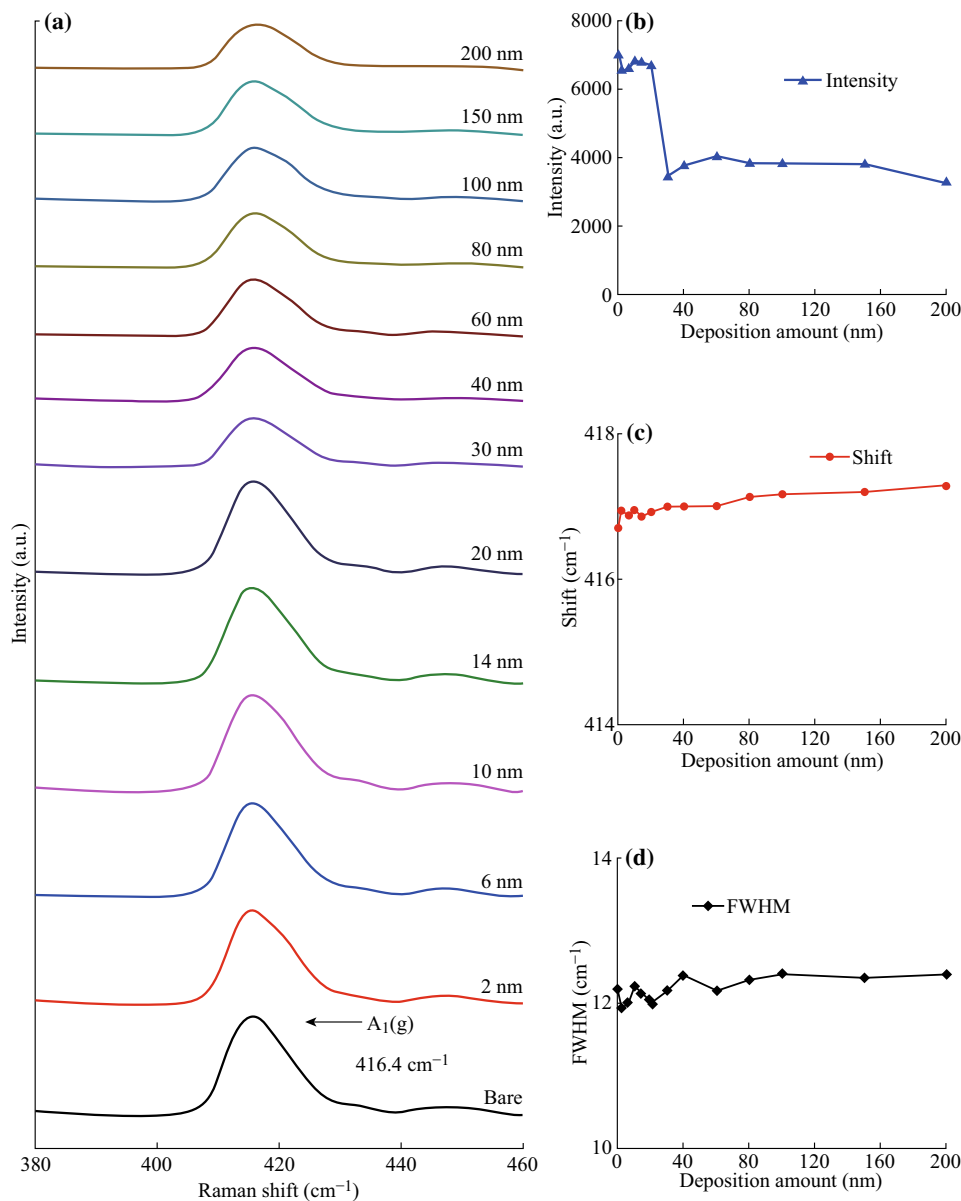 (a)
200 nm
150 nm
100 nm
80 nm
60 nm
40 nm
30 nm
20 nm
14 nm
10 nm
6 nm
2 nm
A₁(g)
416.4 cm⁻¹
Bare
Intensity (a.u.)
380 400 420 440 460
Raman shift (cm⁻¹)
(b)
Intensity
Intensity (a.u.)
8000
6000
4000
2000
0
0 40 80 120 160 200
Deposition amount (nm)
(c)
Shift
Shift (cm⁻¹)
418
416
414
0 40 80 120 160 200
Deposition amount (nm)
(d)
FWHM
FWHM (cm⁻¹)
14
12
10
0 40 80 120 160 200
Deposition amount (nm)